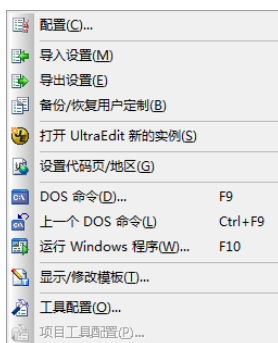 配置(C)...
导入设置(M)
导出设置(E)
备份/恢复用户定制(B)
打开 UltraEdit 新的实例(S)
设置代码页/地区(G)
DOS 命令(D)... F9
上一个 DOS 命令(L) Ctrl+F9
运行 Windows 程序(W)... F10
显示/修改模板(T)...
工具配置(O)...
项目工具配置(P)...